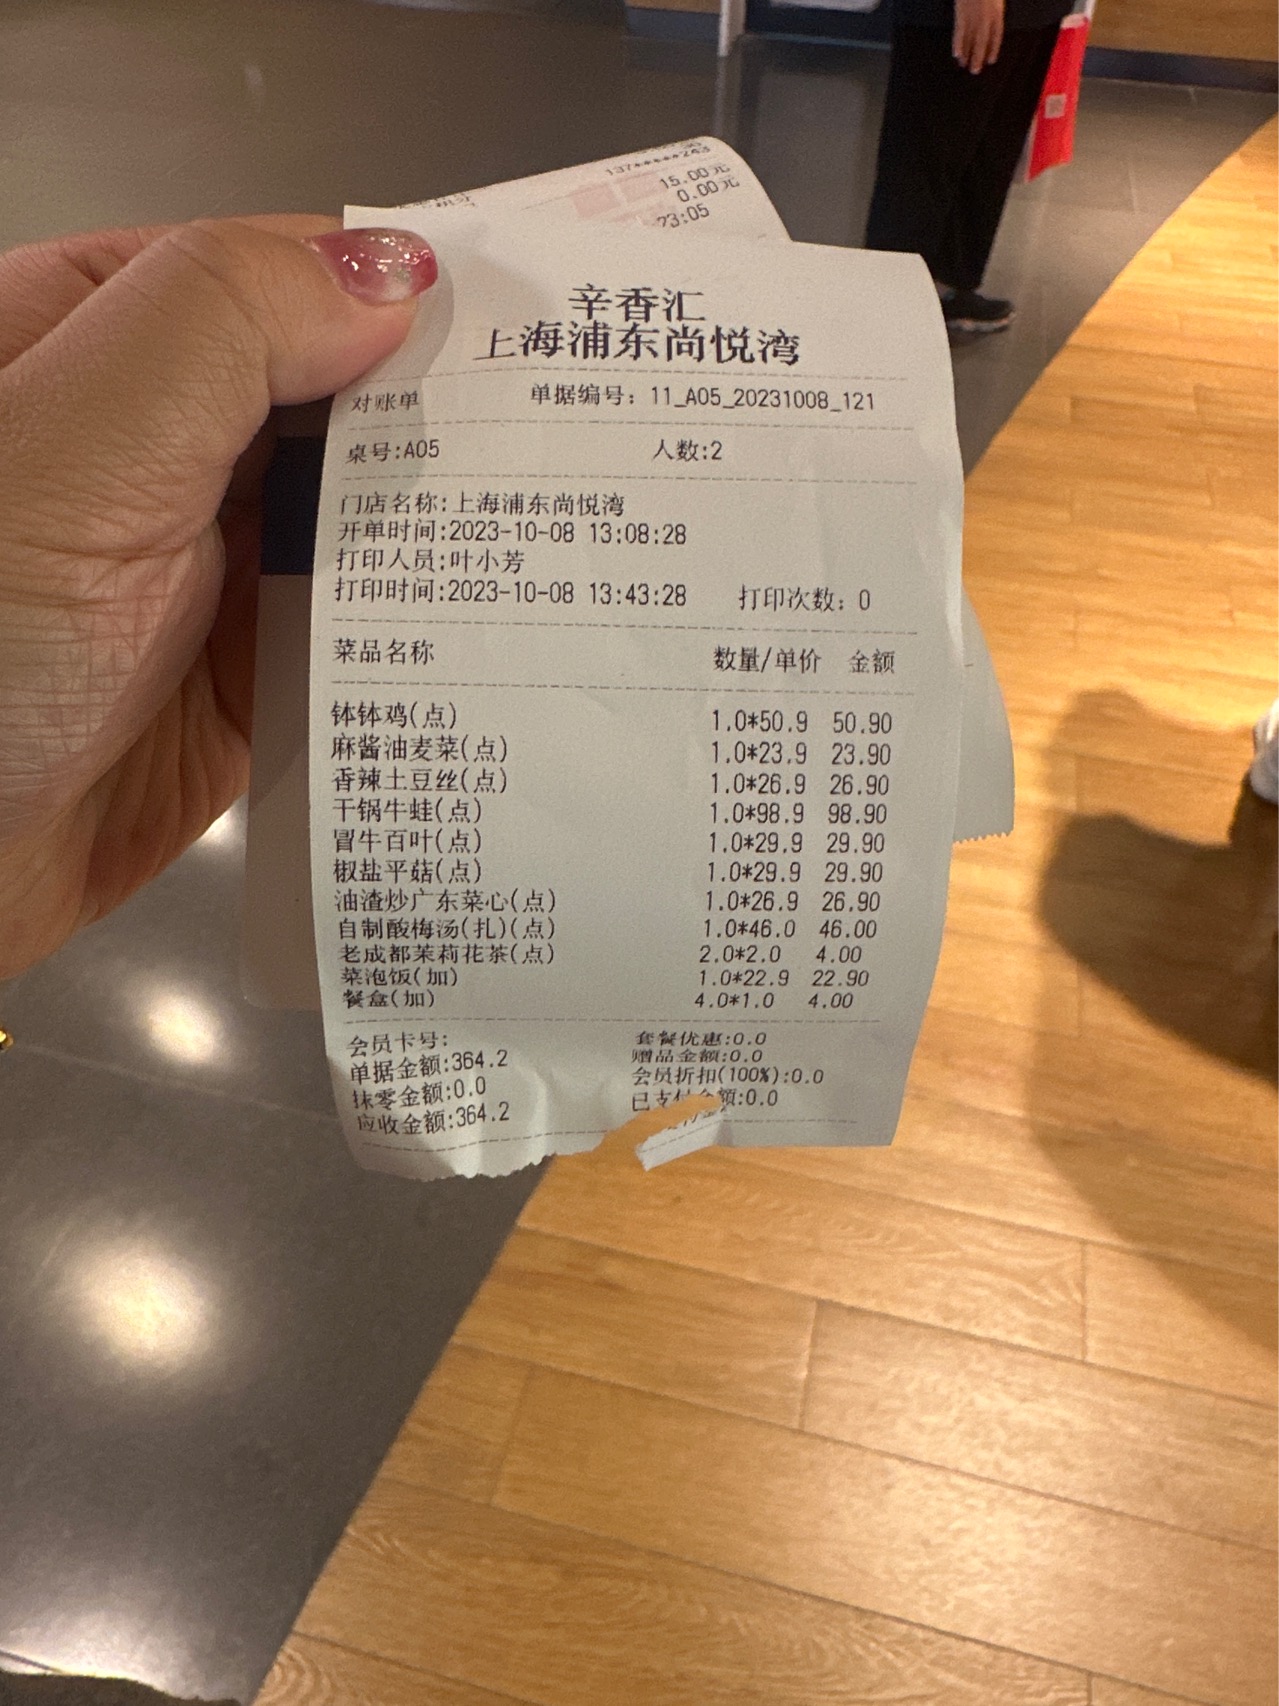 137*****243
15.00元
0.00元
23:05
辛香汇
上海浦东尚悦湾
对账单 单据编号: 11_A05_20231008_121
桌号:A05 人数:2
门店名称:上海浦东尚悦湾
开单时间:2023-10-08 13:08:28
打印人员:叶小芳
打印时间:2023-10-08 13:43:28 打印次数: 0
菜品名称 数量/单价 金额
钵钵鸡(点) 1.0*50.9 50.90
麻酱油麦菜(点) 1.0*23.9 23.90
香辣土豆丝(点) 1.0*26.9 26.90
干锅牛蛙(点) 1.0*98.9 98.90
冒牛百叶(点) 1.0*29.9 29.90
椒盐平菇(点) 1.0*29.9 29.90
油渣炒广东菜心(点) 1.0*26.9 26.90
自制酸梅汤(扎)(点) 1.0*46.0 46.00
老成都茉莉花茶(点) 2.0*2.0 4.00
菜泡饭(加) 1.0*22.9 22.90
餐盒(加) 4.0*1.0 4.00
会员卡号: 套餐优惠:0.0
单据金额:364.2 赠品金额:0.0
抹零金额:0.0 会员折扣(100%):0.0
应收金额:364.2 已支付金额:0.0